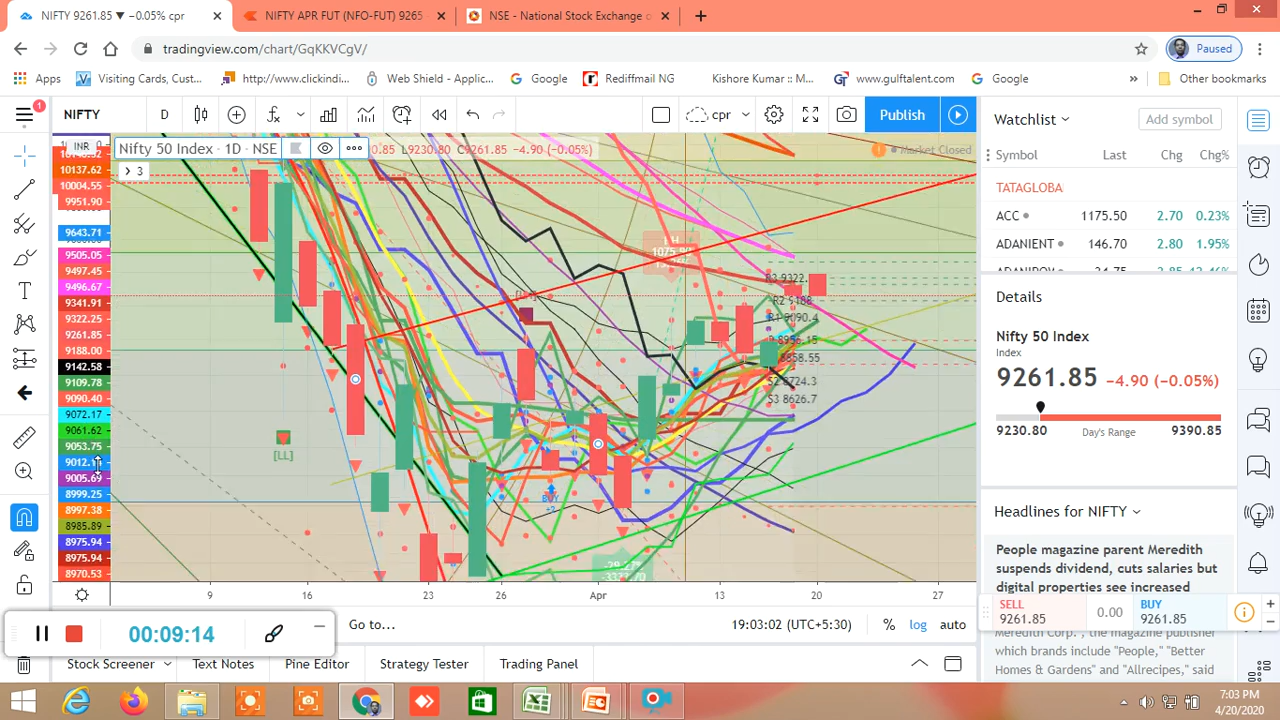 NIFTY 9261.85 ▼ −0.05% cpr
NIFTY APR FUT (NFO-FUT) 9265
NSE - National Stock Exchange o
tradingview.com/chart/GqKKVCgV/
Paused
Apps
Visiting Cards, Cust...
http://www.clickindi...
Web Shield - Applic...
Google
Rediffmail NG
Kishore Kumar :: M...
www.gulftalent.com
Google
»
Other bookmarks
1
NIFTY
D
cpr
Publish
Watchlist
Add symbol
INR
Nifty 50 Index · 1D · NSE
0.85 L9230.80 C9261.85 −4.90 (−0.05%)
Market Closed
3
Symbol Last Chg Chg%
TATAGLOBA
ACC 1175.50 2.70 0.23%
ADANIENT 146.70 2.80 1.95%
Details
Nifty 50 Index
Index
9261.85 −4.90 (−0.05%)
9230.80 Day's Range 9390.85
Headlines for NIFTY
People magazine parent Meredith
suspends dividend, cuts salaries but
digital properties see increased
SELL
9261.85
0.00
BUY
9261.85
Meredith Corp., the magazine publisher
which brands include "People," "Better
Homes & Gardens" and "Allrecipes," said
10137.62
10004.55
9951.90
9643.71
9505.05
9497.45
9496.67
9341.91
9322.25
9261.85
9188.00
9142.58
9109.78
9090.40
9072.17
9061.62
9053.75
9005.69
8999.25
8997.38
8985.89
8975.94
8975.94
8970.53
R3 9322.
R2 9188
R1 9090.4
8858.55
S2 8724.3
S3 8626.7
[LL]
BUY
9 16 23 26 Apr 13 20 27
00:09:14
Go to...
19:03:02 (UTC+5:30)
% log auto
Stock Screener
Text Notes
Pine Editor
Strategy Tester
Trading Panel
7:03 PM
4/20/2020